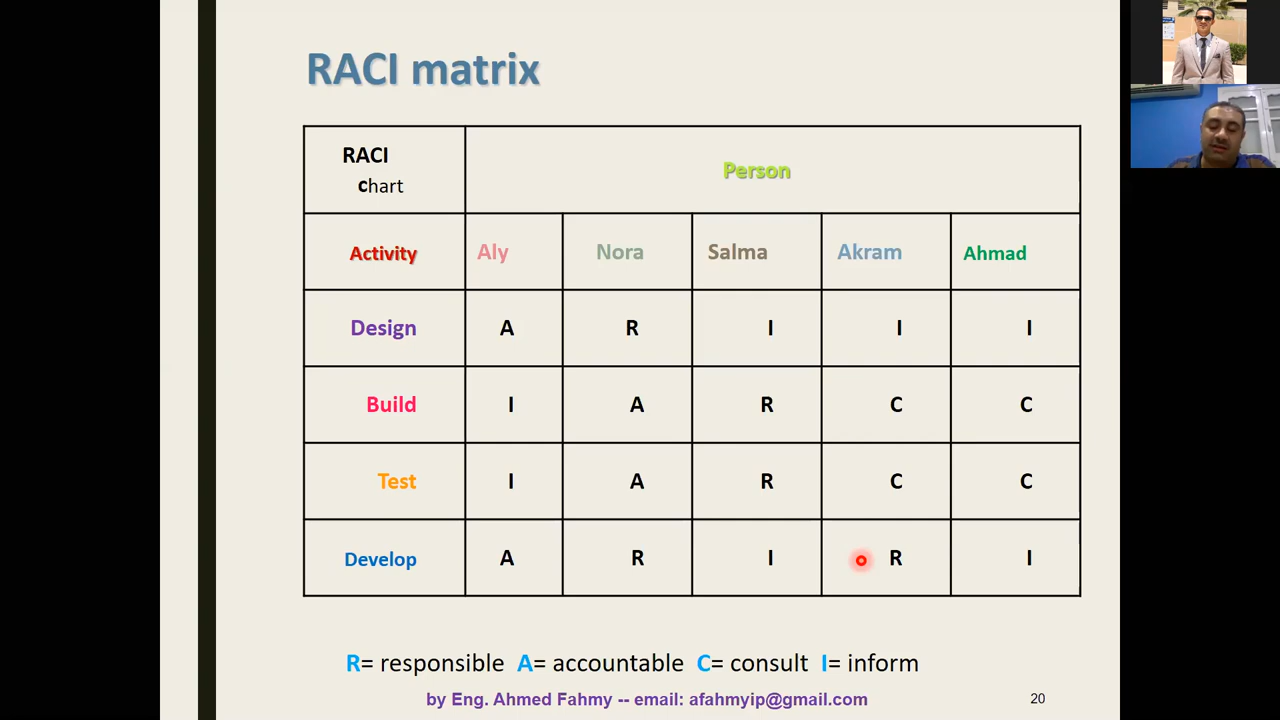 RACI matrix
RACI
chart
Person
Activity Aly Nora Salma Akram Ahmad
Design A R I I I
Build I A R C C
Test I A R C C
Develop A R I R I
R= responsible A= accountable C= consult I= inform
by Eng. Ahmed Fahmy -- email: afahmyip@gmail.com
20